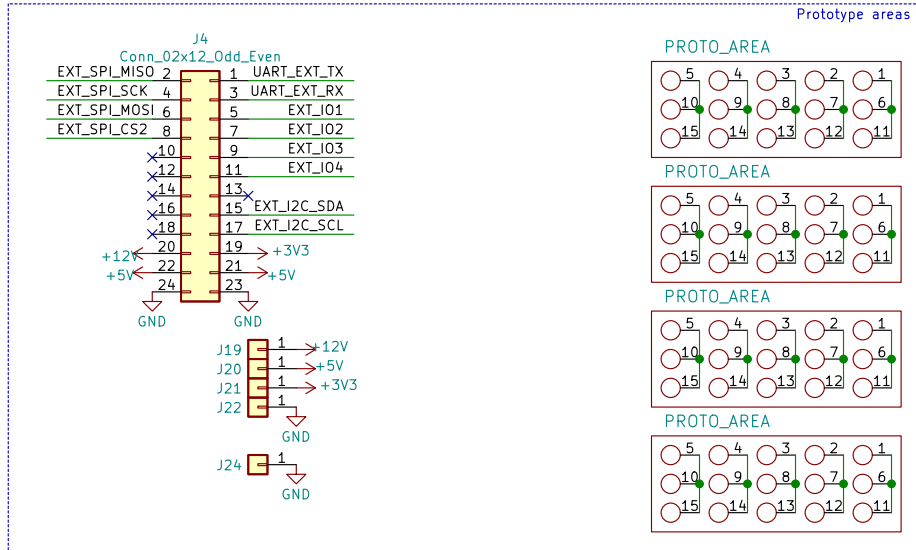 Prototype areas
J4
Conn_02x12_Odd_Even
EXT_SPI_MISO 2 1 UART_EXT_TX
EXT_SPI_SCK 4 3 UART_EXT_RX
EXT_SPI_MOSI 6 5 EXT_IO1
EXT_SPI_CS2 8 7 EXT_IO2
10 9 EXT_IO3
12 11 EXT_IO4
14 13
16 15 EXT_I2C_SDA
18 17 EXT_I2C_SCL
+12V 20 19 +3V3
+5V 22 21 +5V
24 23
GND GND
J19 1 +12V
J20 1 +5V
J21 1 +3V3
J22 1
GND
J24 1
GND
PROTO_AREA
5 4 3 2 1
10 9 8 7 6
15 14 13 12 11
PROTO_AREA
5 4 3 2 1
10 9 8 7 6
15 14 13 12 11
PROTO_AREA
5 4 3 2 1
10 9 8 7 6
15 14 13 12 11
PROTO_AREA
5 4 3 2 1
10 9 8 7 6
15 14 13 12 11